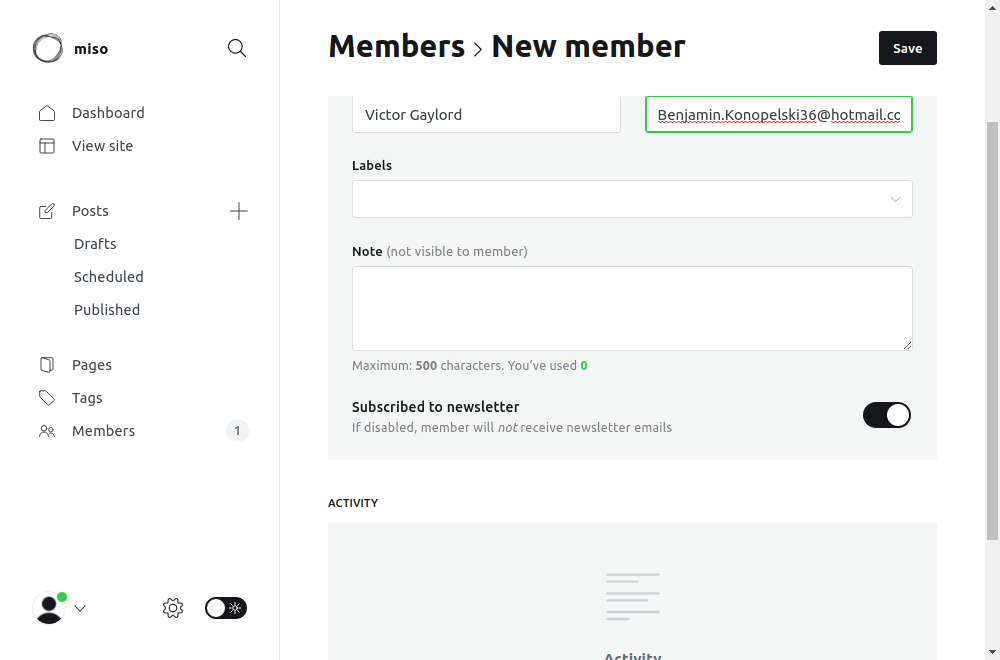 miso
Members > New member
Save
Dashboard
View site
Posts
Drafts
Scheduled
Published
Pages
Tags
Members 1
Victor Gaylord
Benjamin.Konopelski36@hotmail.cc
Labels
Note (not visible to member)
Maximum: 500 characters. You've used 0
Subscribed to newsletter
If disabled, member will not receive newsletter emails
ACTIVITY
Activity